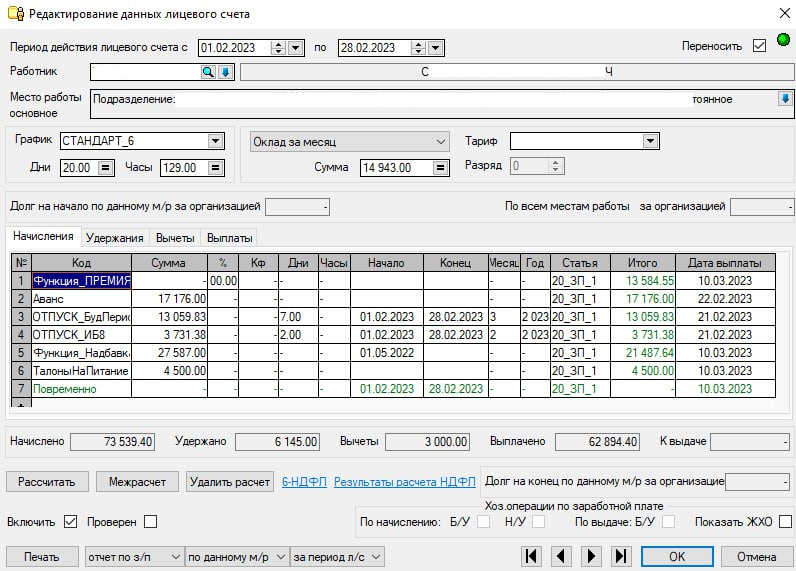 Редактирование данных лицевого счета
Период действия лицевого счета с 01.02.2023 по 28.02.2023 Переносить
Работник С Ч
Место работы основное Подразделение: тоянное
График СТАНДАРТ_6 Оклад за месяц Тариф
Дни 20.00 Часы 129.00 Сумма 14 943.00 Разряд 0
Долг на начало по данному м/р за организацией - По всем местам работы за организацией -
Начисления Удержания Вычеты Выплаты
№ Код Сумма % Кф Дни Часы Начало Конец Месяц Год Статья Итого Дата выплаты
1 Функция_ПРЕМИЯ - 00.00 - - - - - 20_ЗП_1 13 584.55 10.03.2023
2 Аванс 17 176.00 - - - - - - 20_ЗП_1 17 176.00 22.02.2023
3 ОТПУСК_БудПерис 13 059.83 - - 7.00 - 01.02.2023 28.02.2023 3 2 023 20_ЗП_1 13 059.83 21.02.2023
4 ОТПУСК_ИБ8 3 731.38 - - 2.00 - 01.02.2023 28.02.2023 2 2 023 20_ЗП_1 3 731.38 21.02.2023
5 Функция_Надбавк 27 587.00 - - - - 01.05.2022 - - 20_ЗП_1 21 487.64 10.03.2023
6 ТалоныНаПитание 4 500.00 - - - - - - 20_ЗП_1 4 500.00 10.03.2023
7 Повременно - - - - - 01.02.2023 28.02.2023 - - 20_ЗП_1 - 10.03.2023
Начислено 73 539.40 Удержано 6 145.00 Вычеты 3 000.00 Выплачено 62 894.40 К выдаче -
Рассчитать Межрасчет Удалить расчет 6-НДФЛ Результаты расчета НДФЛ Долг на конец по данному м/р за организацие -
Хоз.операции по заработной плате
Включить Проверен По начислению: Б/У Н/У По выдаче: Б/У Показать ЖХО
Печать отчет по з/п по данному м/р за период л/с OK Отмена